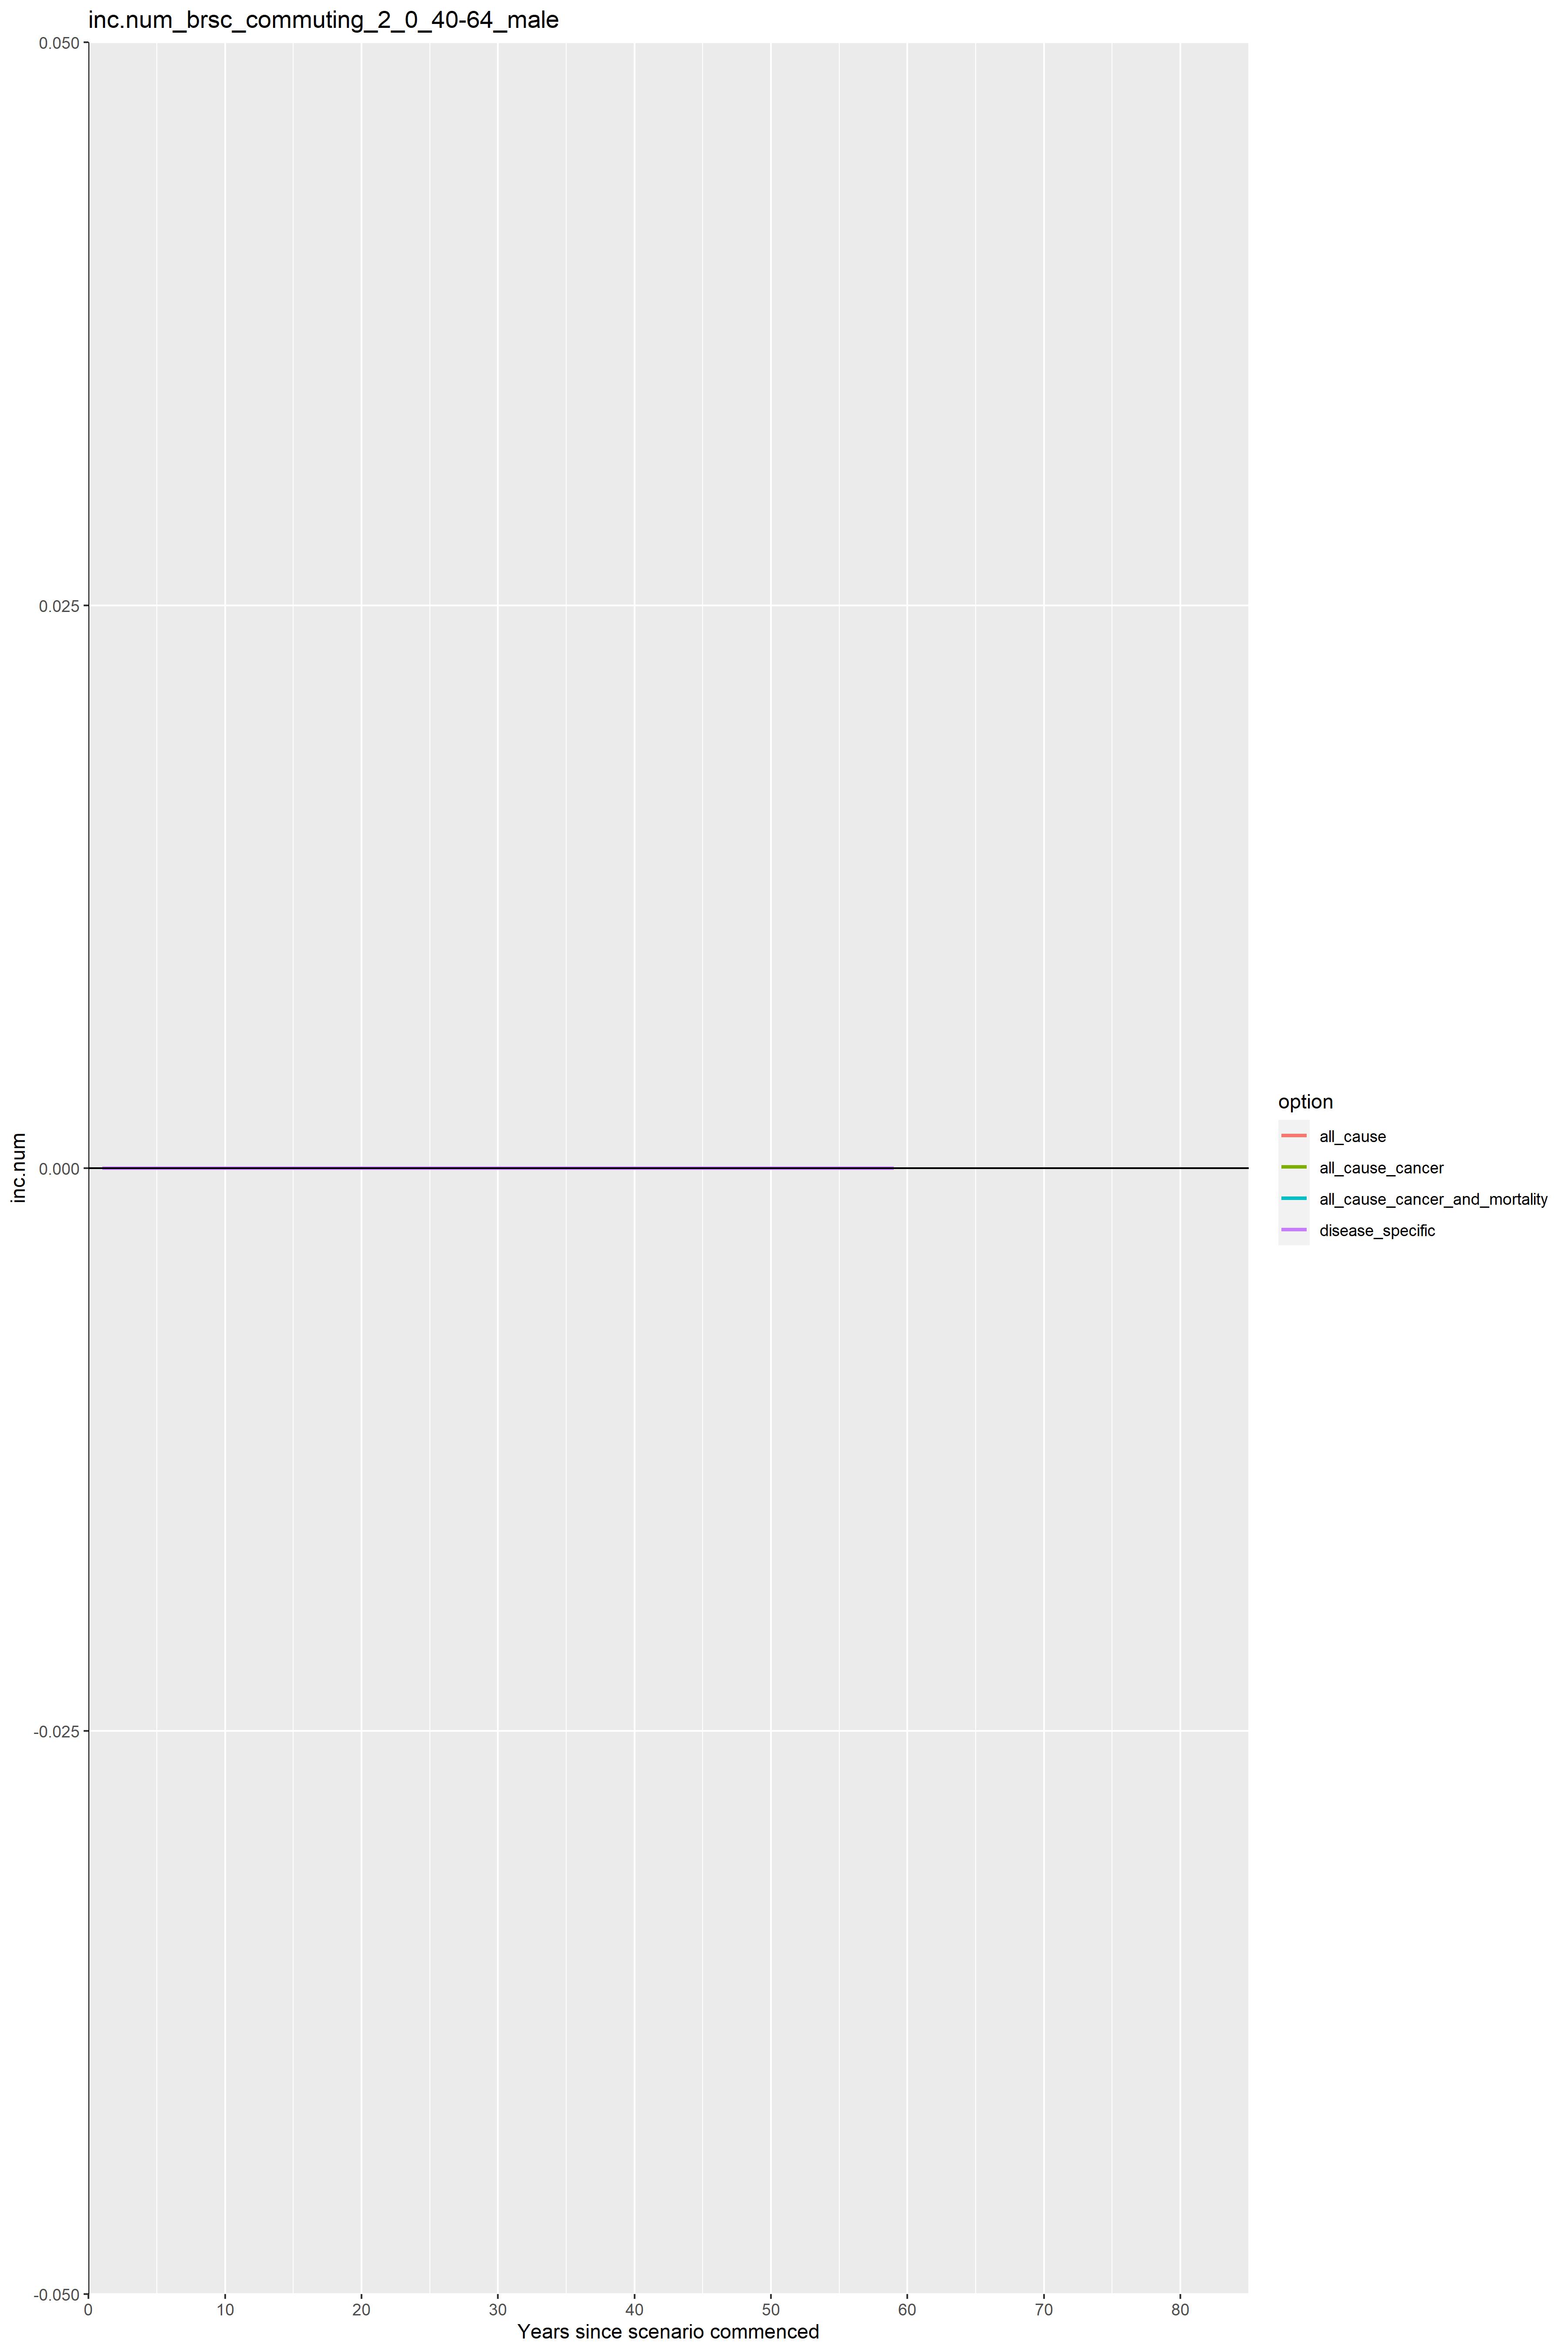 inc.num_brsc_commuting_2_0_40-64_male
0.050
0.025
0.000
-0.025
-0.050
inc.num
0 10 20 30 40 50 60 70 80
Years since scenario commenced
option
all_cause
all_cause_cancer
all_cause_cancer_and_mortality
disease_specific